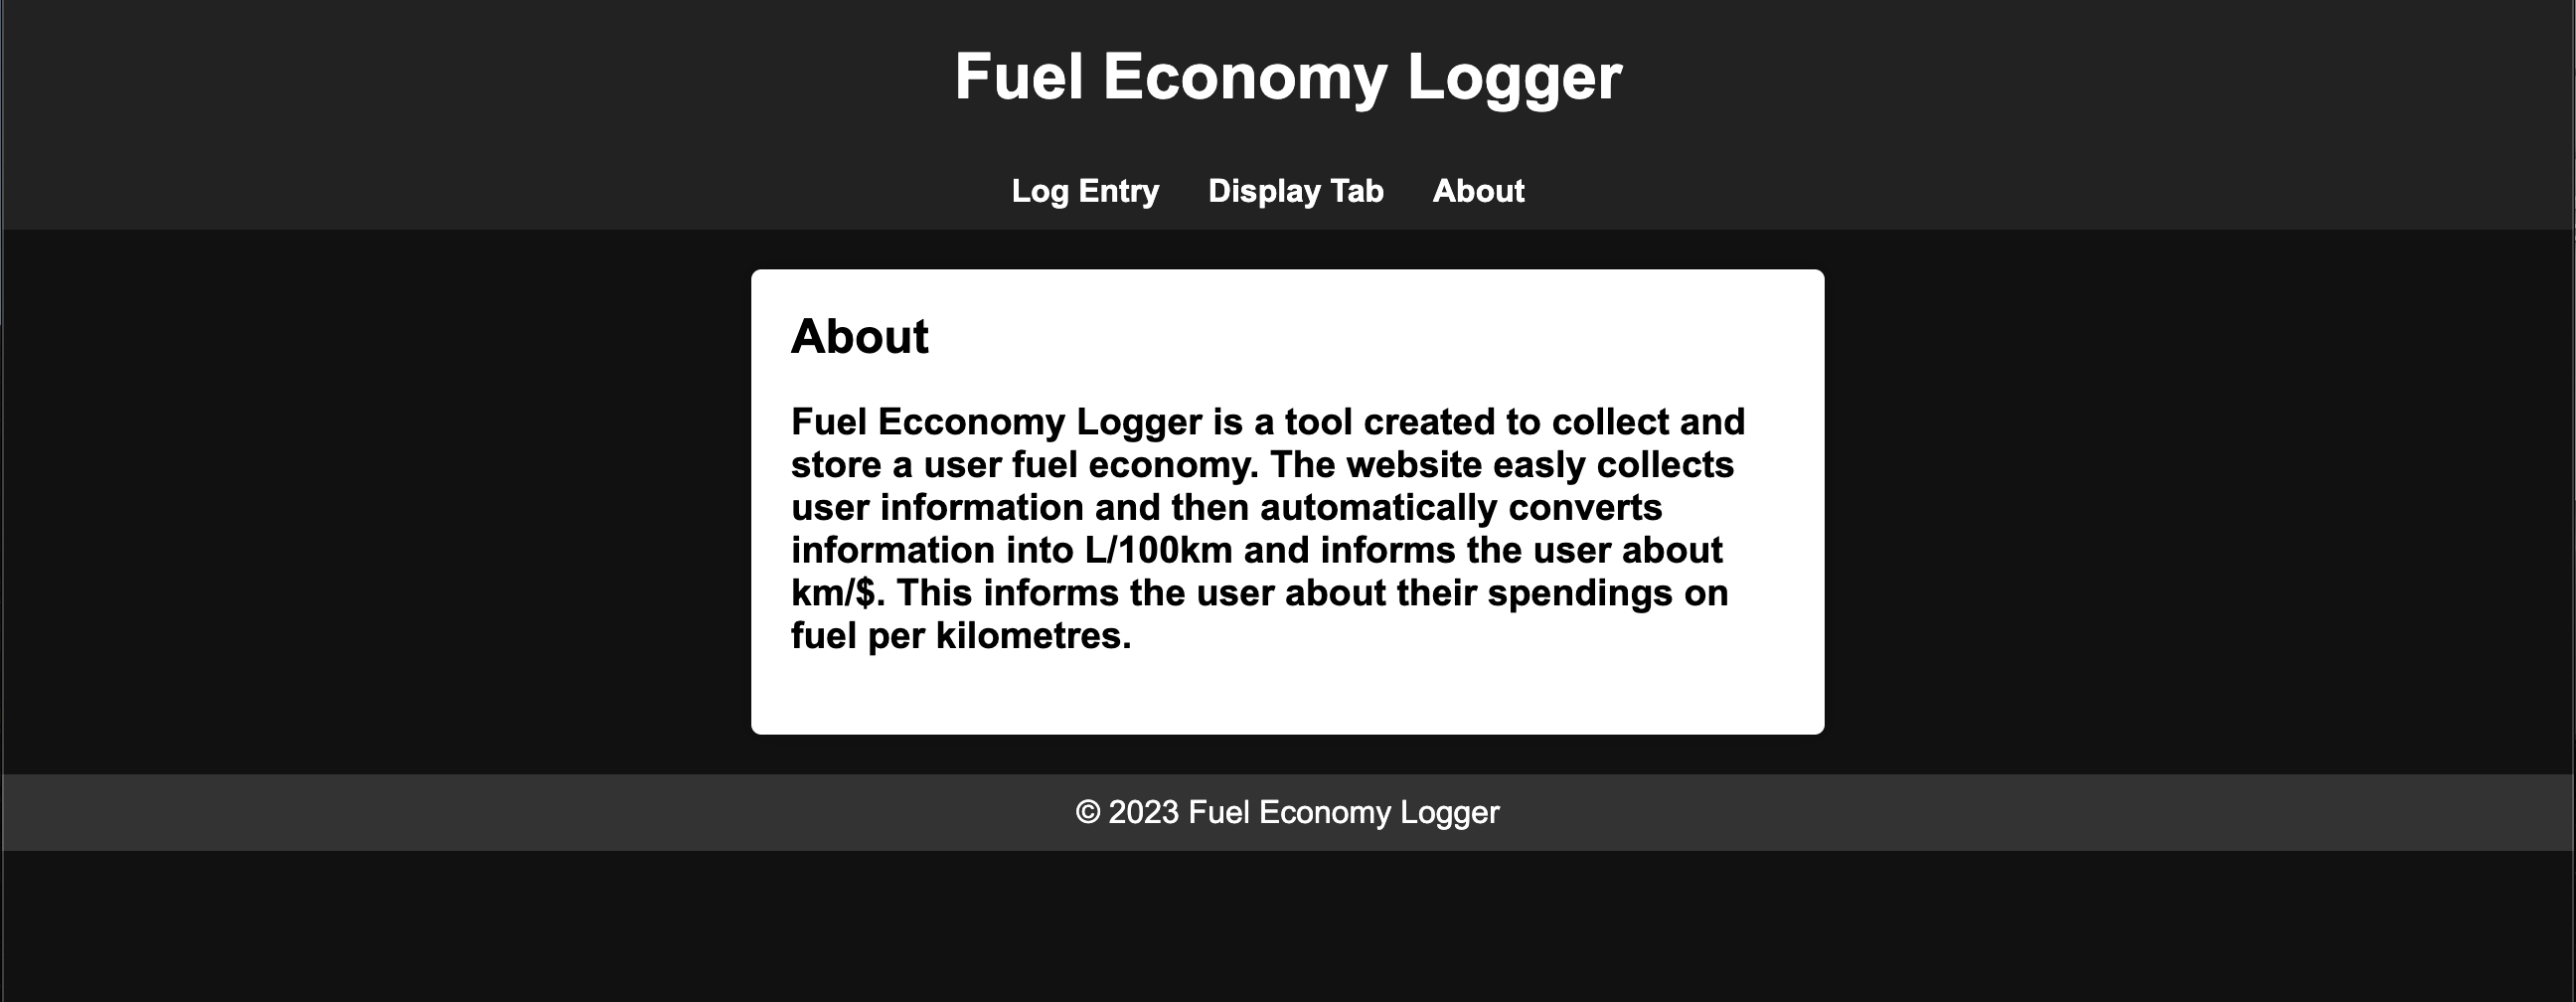 Fuel Economy Logger
Log Entry Display Tab About
About
Fuel Ecconomy Logger is a tool created to collect and
store a user fuel economy. The website easly collects
user information and then automatically converts
information into L/100km and informs the user about
km/$. This informs the user about their spendings on
fuel per kilometres.
© 2023 Fuel Economy Logger